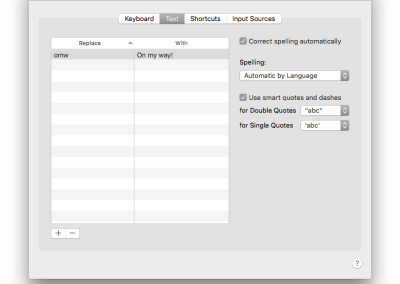 Keyboard Text Shortcuts Input Sources
Replace With
omw On my way!
Correct spelling automatically
Spelling:
Automatic by Language
Use smart quotes and dashes
for Double Quotes “abc”
for Single Quotes ‘abc’
+ −
?